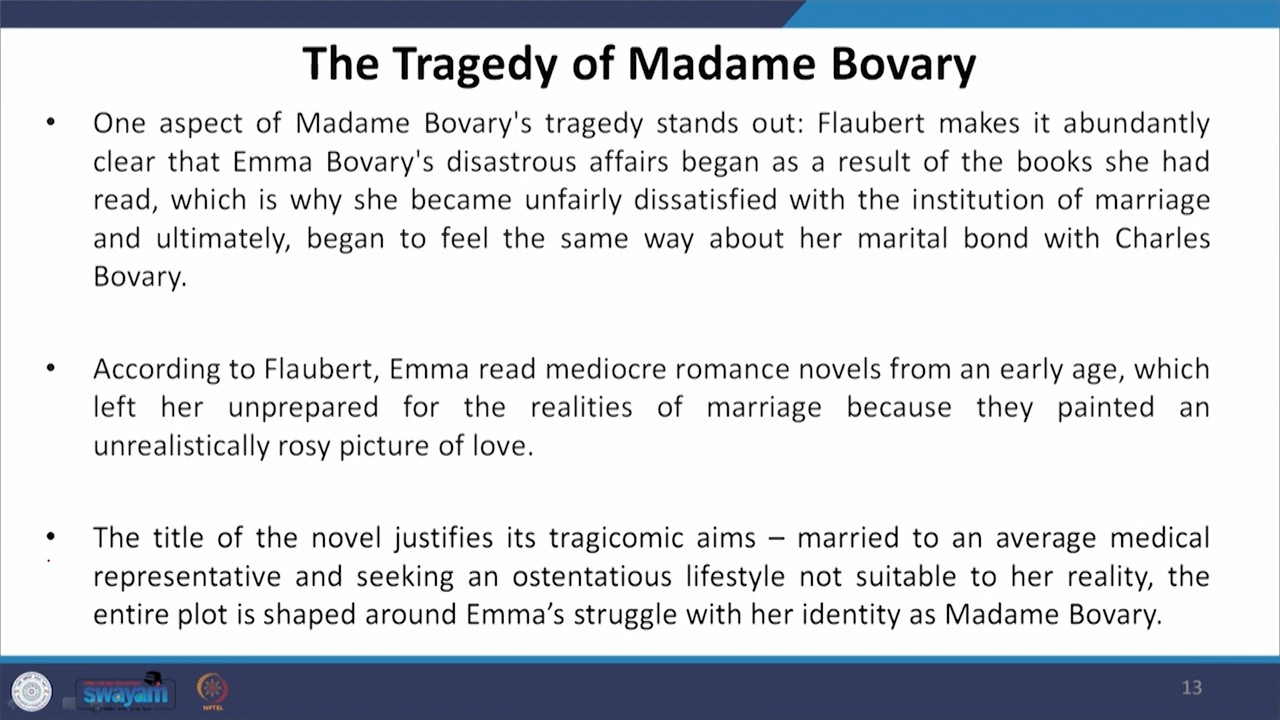 The Tragedy of Madame Bovary
• One aspect of Madame Bovary's tragedy stands out: Flaubert makes it abundantly
clear that Emma Bovary's disastrous affairs began as a result of the books she had
read, which is why she became unfairly dissatisfied with the institution of marriage
and ultimately, began to feel the same way about her marital bond with Charles
Bovary.
• According to Flaubert, Emma read mediocre romance novels from an early age, which
left her unprepared for the realities of marriage because they painted an
unrealistically rosy picture of love.
• The title of the novel justifies its tragicomic aims – married to an average medical
representative and seeking an ostentatious lifestyle not suitable to her reality, the
entire plot is shaped around Emma’s struggle with her identity as Madame Bovary.
swayam
NPTEL
13